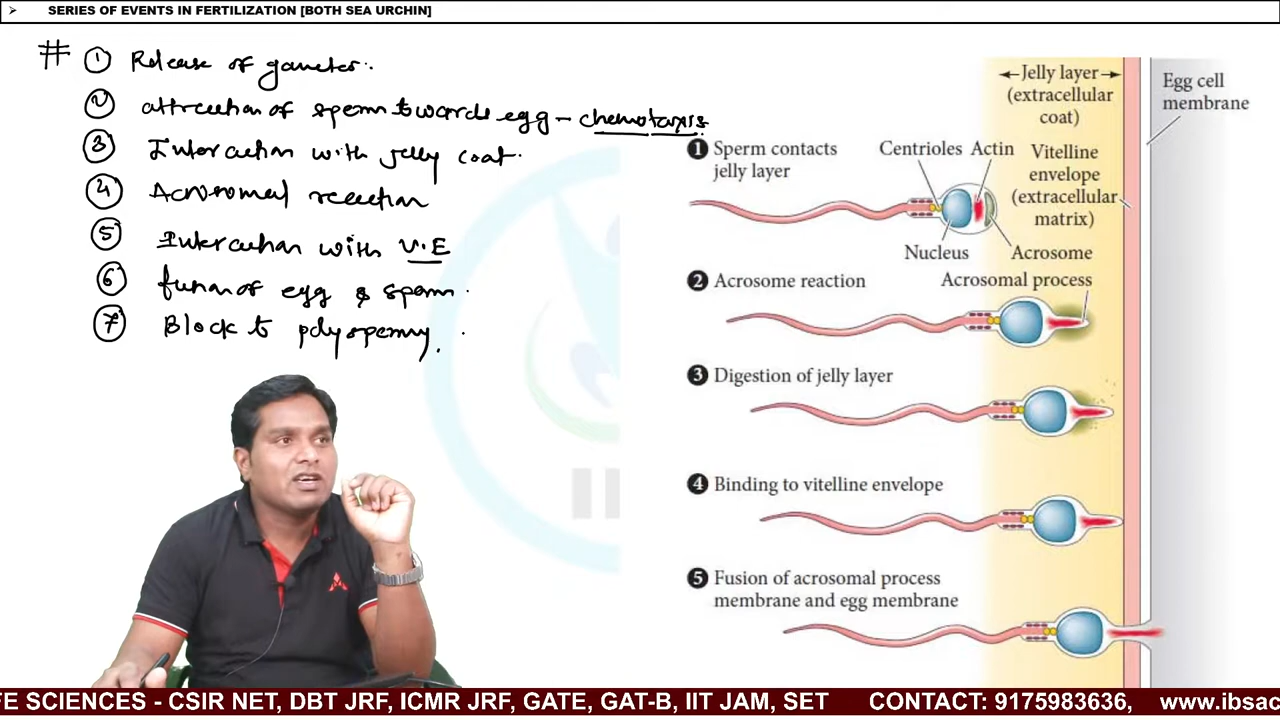 ➢ SERIES OF EVENTS IN FERTILIZATION [BOTH SEA URCHIN]
# ① Release of gametes.
② attraction of sperm towards egg – chemotaxis.
③ Interaction with jelly coat.
④ Acrosomal reaction
⑤ Interaction with V.E
⑥ fusion of egg & sperm.
⑦ Block to polyspermy.
Jelly layer
(extracellular
coat)
Egg cell
membrane
❶ Sperm contacts
jelly layer
Centrioles Actin
Vitelline
envelope
(extracellular
matrix)
Nucleus
Acrosome
❷ Acrosome reaction
Acrosomal process
❸ Digestion of jelly layer
❹ Binding to vitelline envelope
❺ Fusion of acrosomal process
membrane and egg membrane
FE SCIENCES - CSIR NET, DBT JRF, ICMR JRF, GATE, GAT-B, IIT JAM, SET CONTACT: 9175983636, www.ibsac